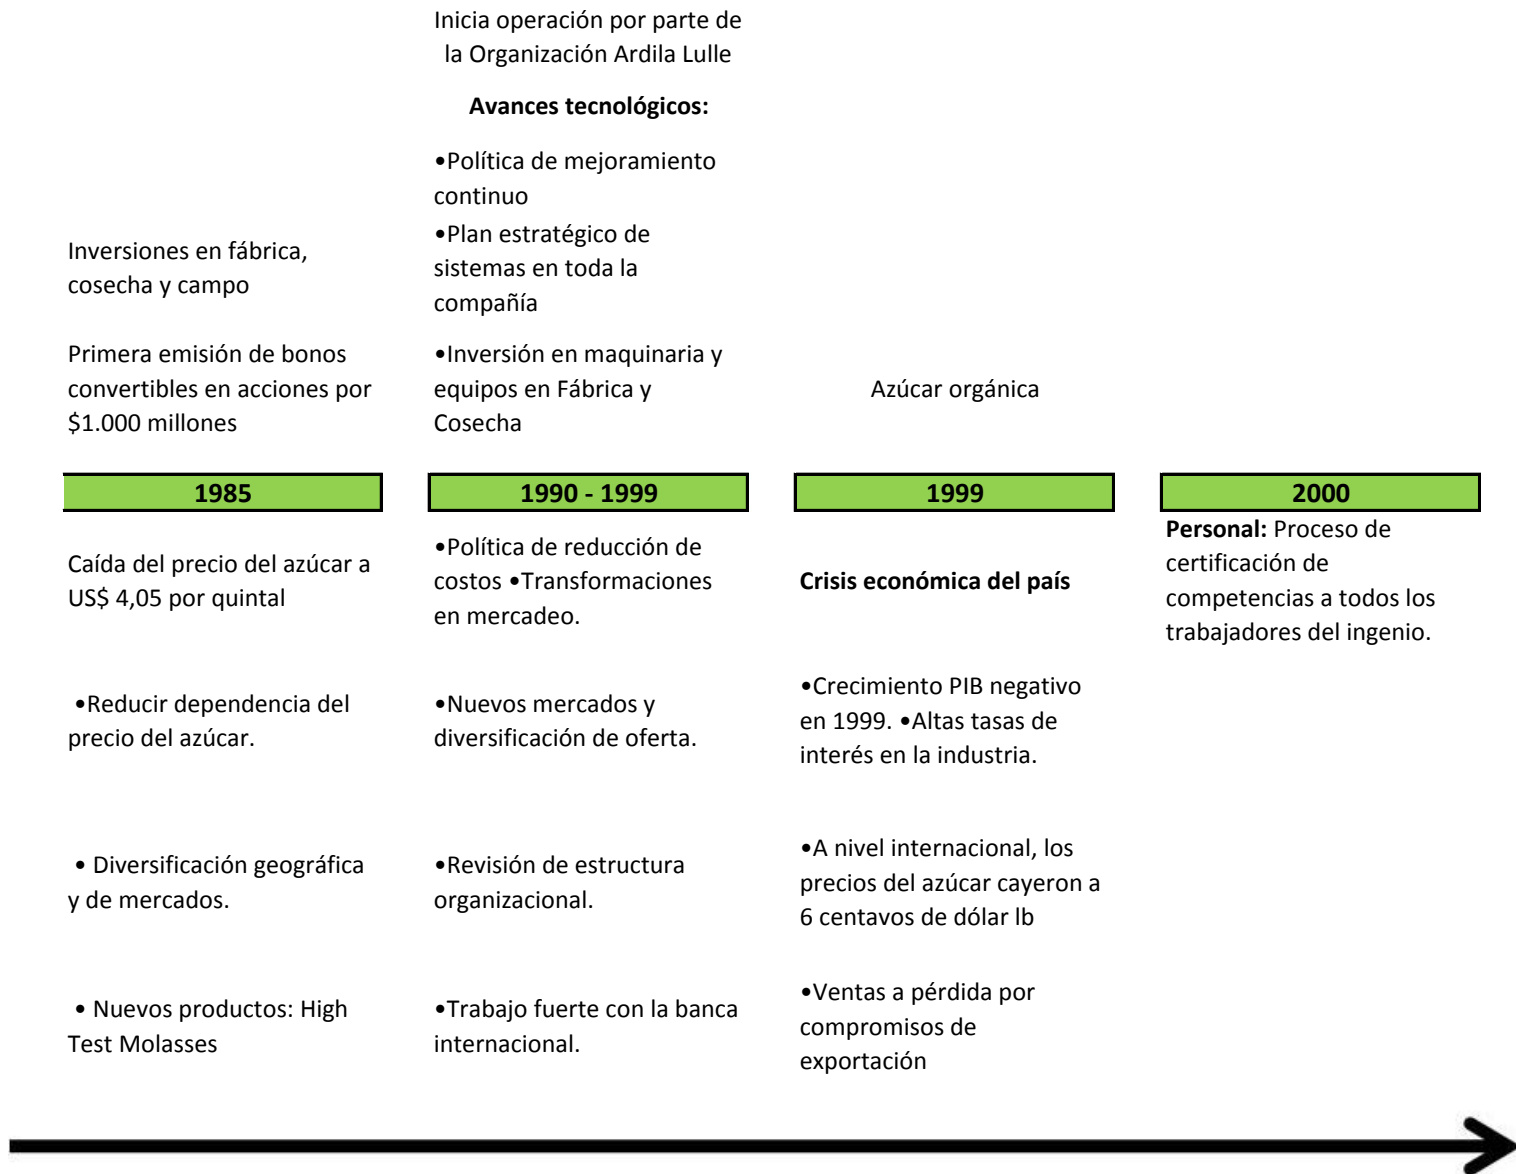 Inicia operación por parte de
la Organización Ardila Lulle
Avances tecnológicos:
•Política de mejoramiento
continuo
•Plan estratégico de
sistemas en toda la
compañía
Inversiones en fábrica,
cosecha y campo
Primera emisión de bonos
convertibles en acciones por
$1.000 millones
•Inversión en maquinaria y
equipos en Fábrica y
Cosecha
Azúcar orgánica
1985
1990 - 1999
1999
2000
Caída del precio del azúcar a
US$ 4,05 por quintal
•Política de reducción de
costos •Transformaciones
en mercadeo.
Crisis económica del país
Personal: Proceso de
certificación de
competencias a todos los
trabajadores del ingenio.
•Reducir dependencia del
precio del azúcar.
•Nuevos mercados y
diversificación de oferta.
•Crecimiento PIB negativo
en 1999. •Altas tasas de
interés en la industria.
• Diversificación geográfica
y de mercados.
•Revisión de estructura
organizacional.
•A nivel internacional, los
precios del azúcar cayeron a
6 centavos de dólar lb
• Nuevos productos: High
Test Molasses
•Trabajo fuerte con la banca
internacional.
•Ventas a pérdida por
compromisos de
exportación